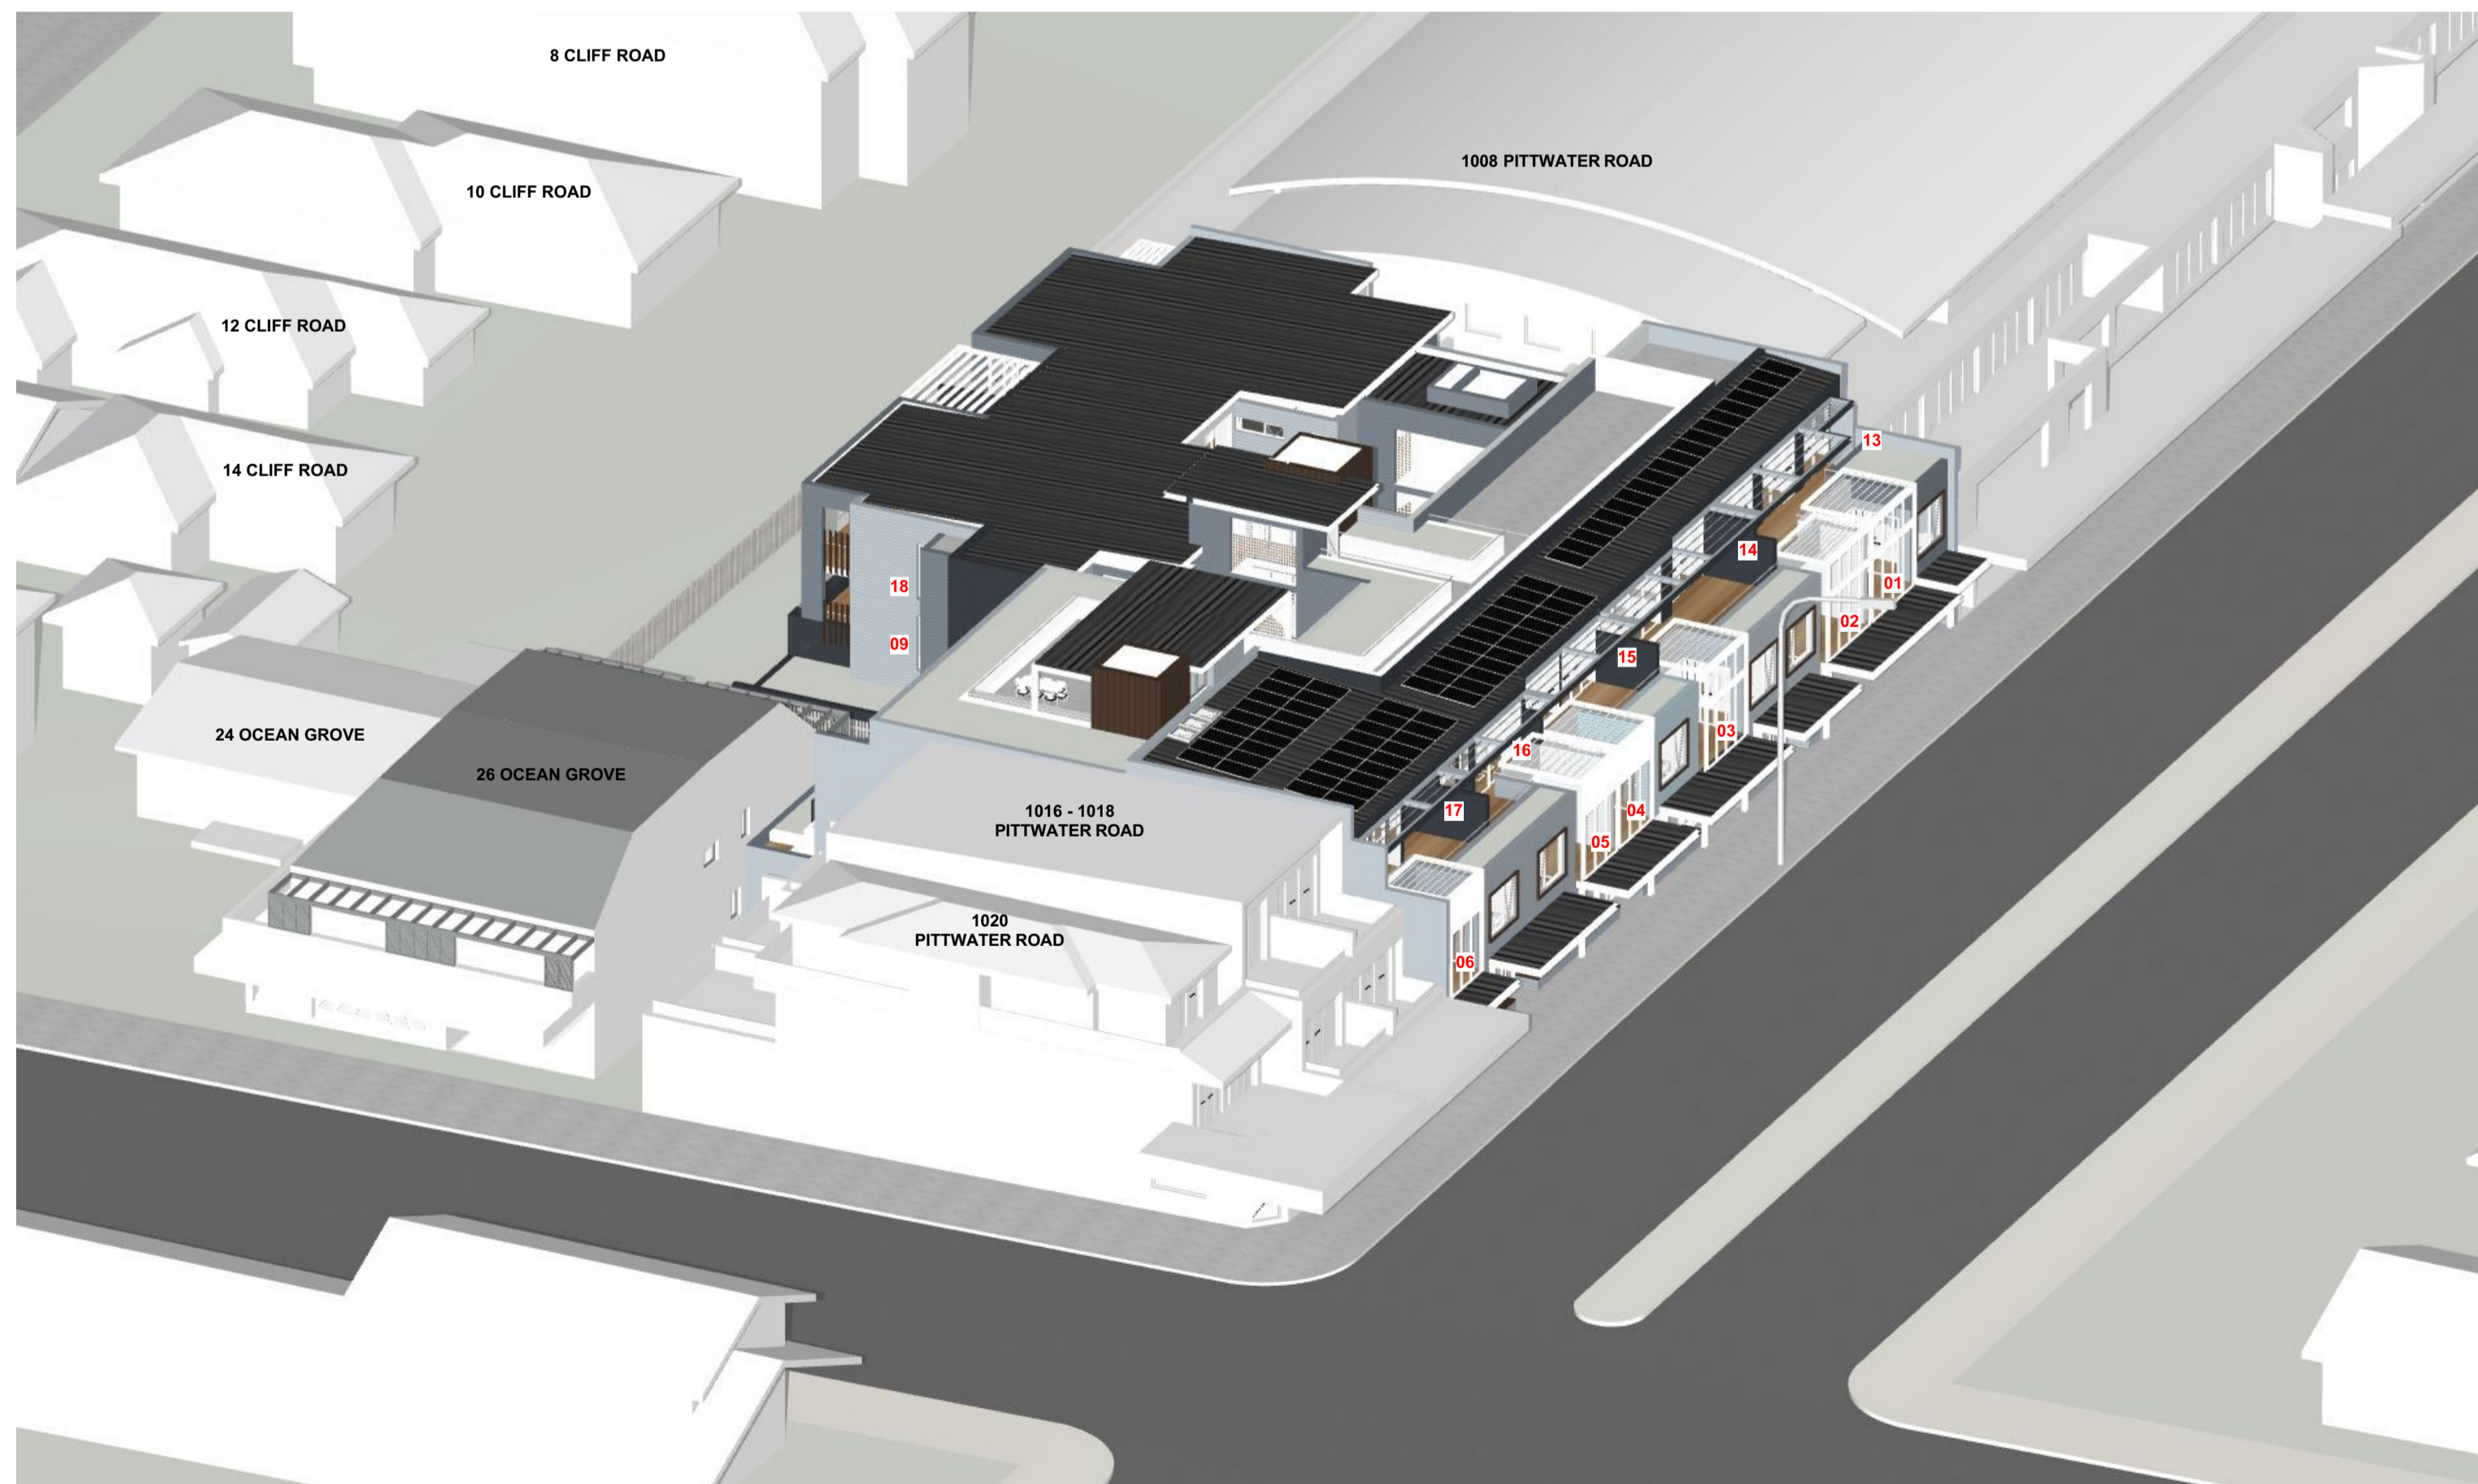 8 CLIFF ROAD
1008 PITTWATER ROAD
10 CLIFF ROAD
12 CLIFF ROAD
13
14 CLIFF ROAD
14
01
18
02
09
15
03
24 OCEAN GROVE
16
26 OCEAN GROVE
1016 - 1018
PITTWATER ROAD
17
04
05
1020
PITTWATER ROAD
06